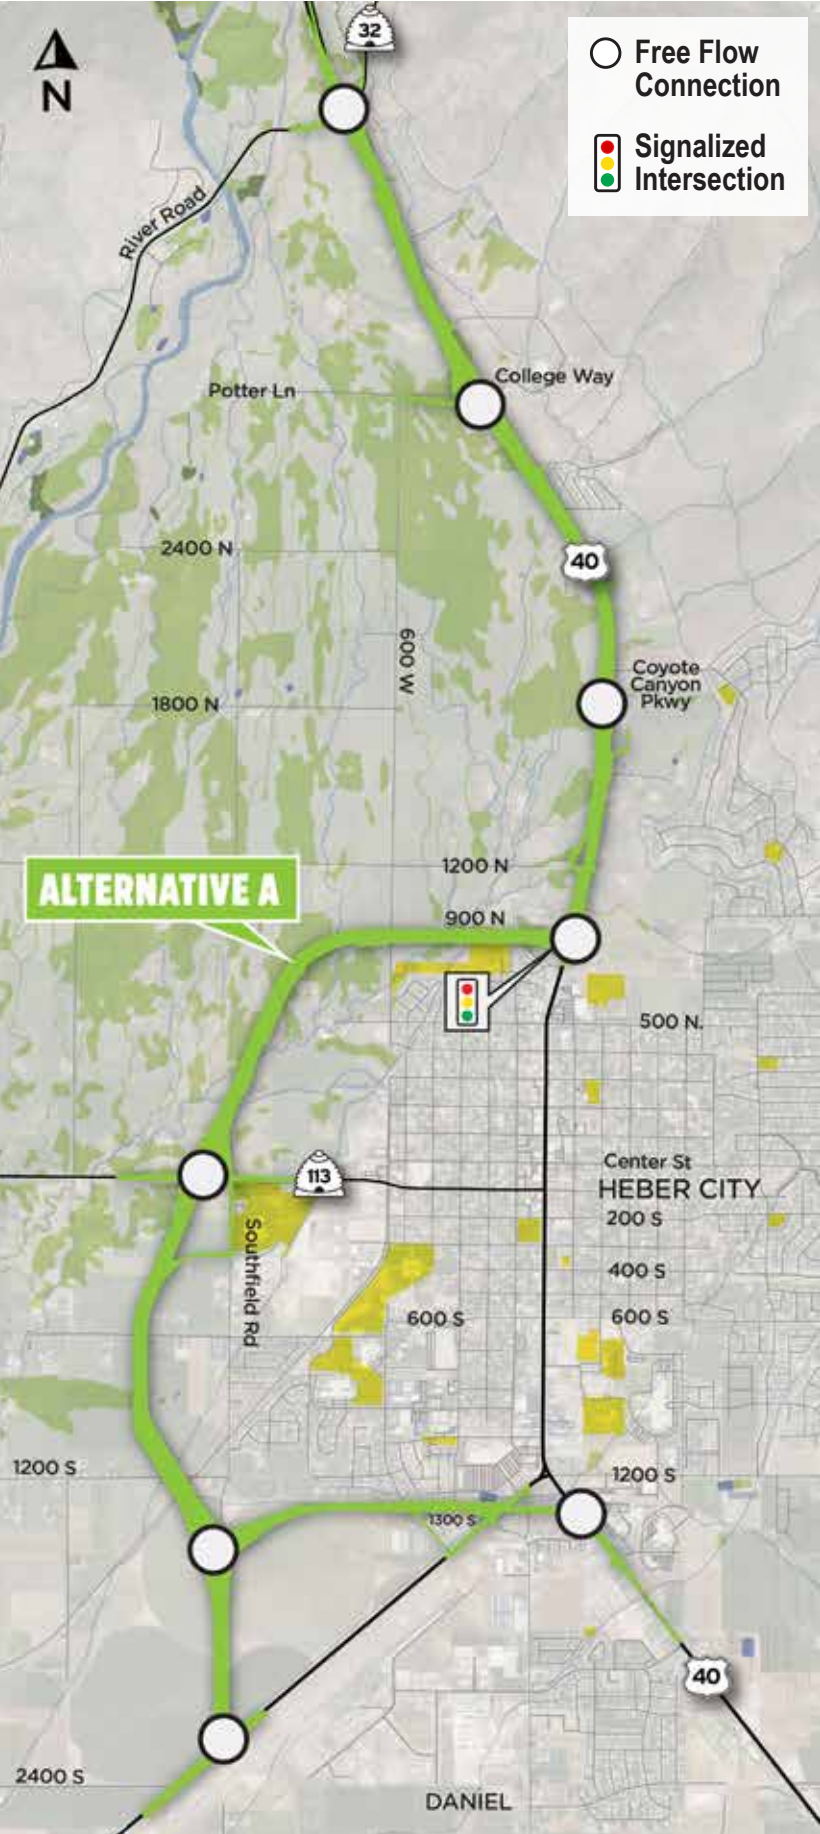 32
N
Free Flow
Connection
Signalized
Intersection
River Road
College Way
Potter Ln
2400 N
40
600 W
Coyote
Canyon
Pkwy
1800 N
1200 N
ALTERNATIVE A
900 N
500 N.
Center St
113
HEBER CITY
200 S
Southfield Rd
400 S
600 S
600 S
1200 S
1200 S
1300 S
40
2400 S
DANIEL